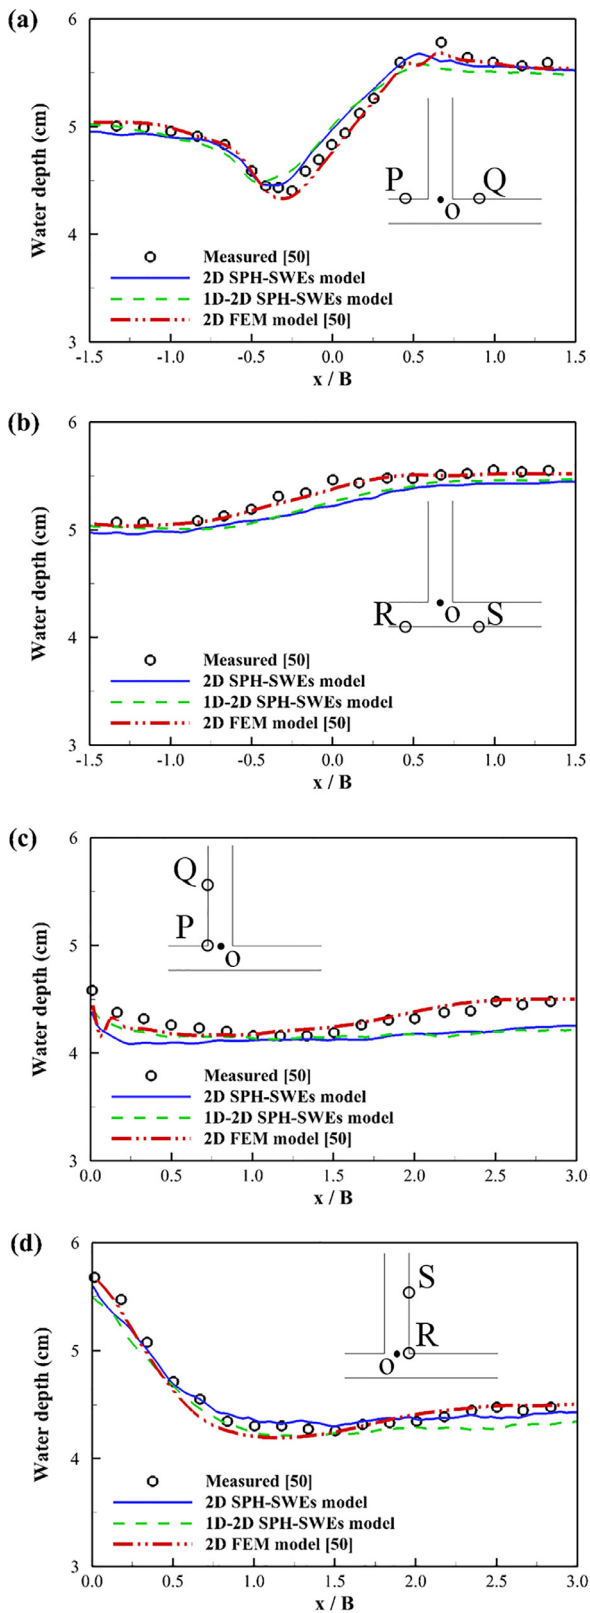 (a)
6
5
4
3
Water depth (cm)
P Q
o
Measured [50]
2D SPH-SWEs model
1D-2D SPH-SWEs model
2D FEM model [50]
-1.5 -1.0 -0.5 0.0 0.5 1.0 1.5
x / B
(b)
6
5
4
3
Water depth (cm)
R o S
Measured [50]
2D SPH-SWEs model
1D-2D SPH-SWEs model
2D FEM model [50]
-1.5 -1.0 -0.5 0.0 0.5 1.0 1.5
x / B
(c)
6
5
4
3
Water depth (cm)
Q
P
o
Measured [50]
2D SPH-SWEs model
1D-2D SPH-SWEs model
2D FEM model [50]
0.0 0.5 1.0 1.5 2.0 2.5 3.0
x / B
(d)
6
5
4
3
Water depth (cm)
S
R
o
Measured [50]
2D SPH-SWEs model
1D-2D SPH-SWEs model
2D FEM model [50]
0.0 0.5 1.0 1.5 2.0 2.5 3.0
x / B